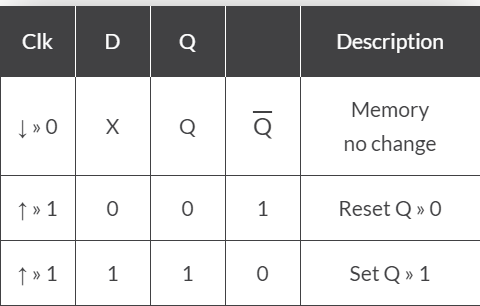 Clk D Q Description
↓ » 0 X Q Q̅ Memory
no change
↑ » 1 0 0 1 Reset Q » 0
↑ » 1 1 1 0 Set Q » 1